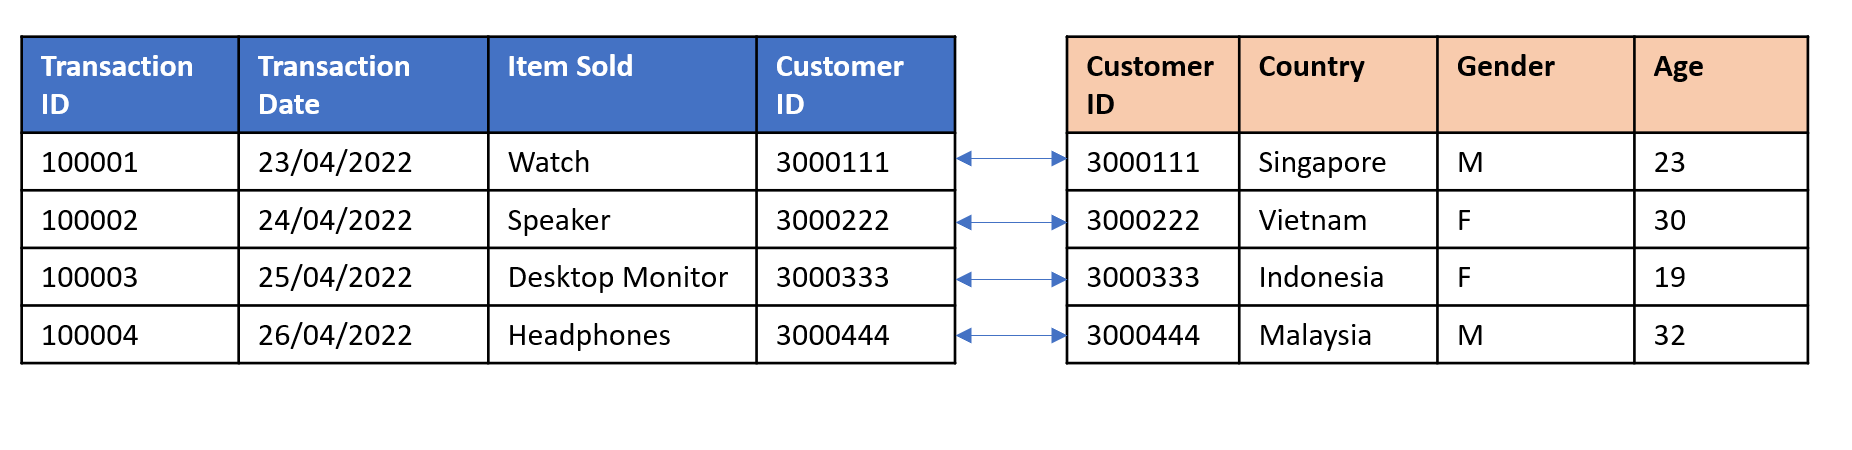 Transaction ID Transaction Date Item Sold Customer ID
100001 23/04/2022 Watch 3000111
100002 24/04/2022 Speaker 3000222
100003 25/04/2022 Desktop Monitor 3000333
100004 26/04/2022 Headphones 3000444
Customer ID Country Gender Age
3000111 Singapore M 23
3000222 Vietnam F 30
3000333 Indonesia F 19
3000444 Malaysia M 32